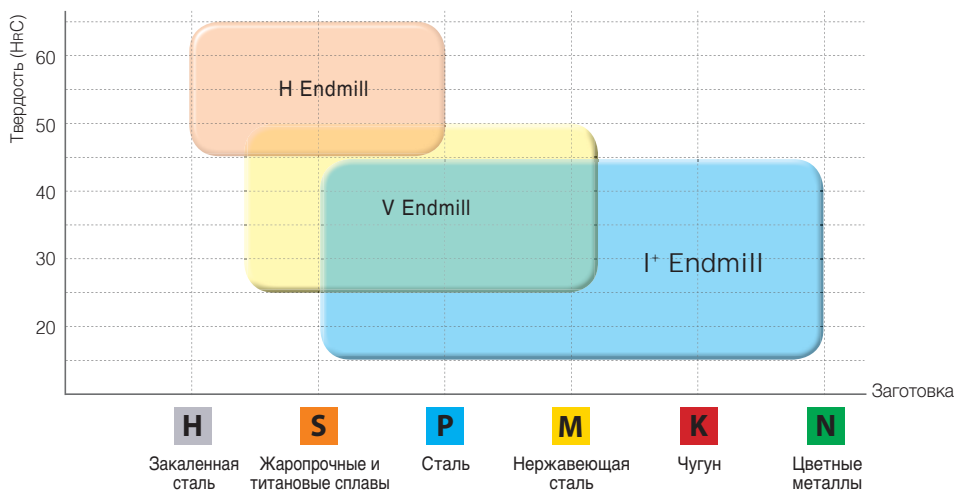 Твердость (HRC)
60
50
40
30
20
H Endmill
V Endmill
I+ Endmill
Заготовка
H
S
P
M
K
N
Закаленная
сталь
Жаропрочные и
титановые сплавы
Сталь
Нержавеющая
сталь
Чугун
Цветные
металлы